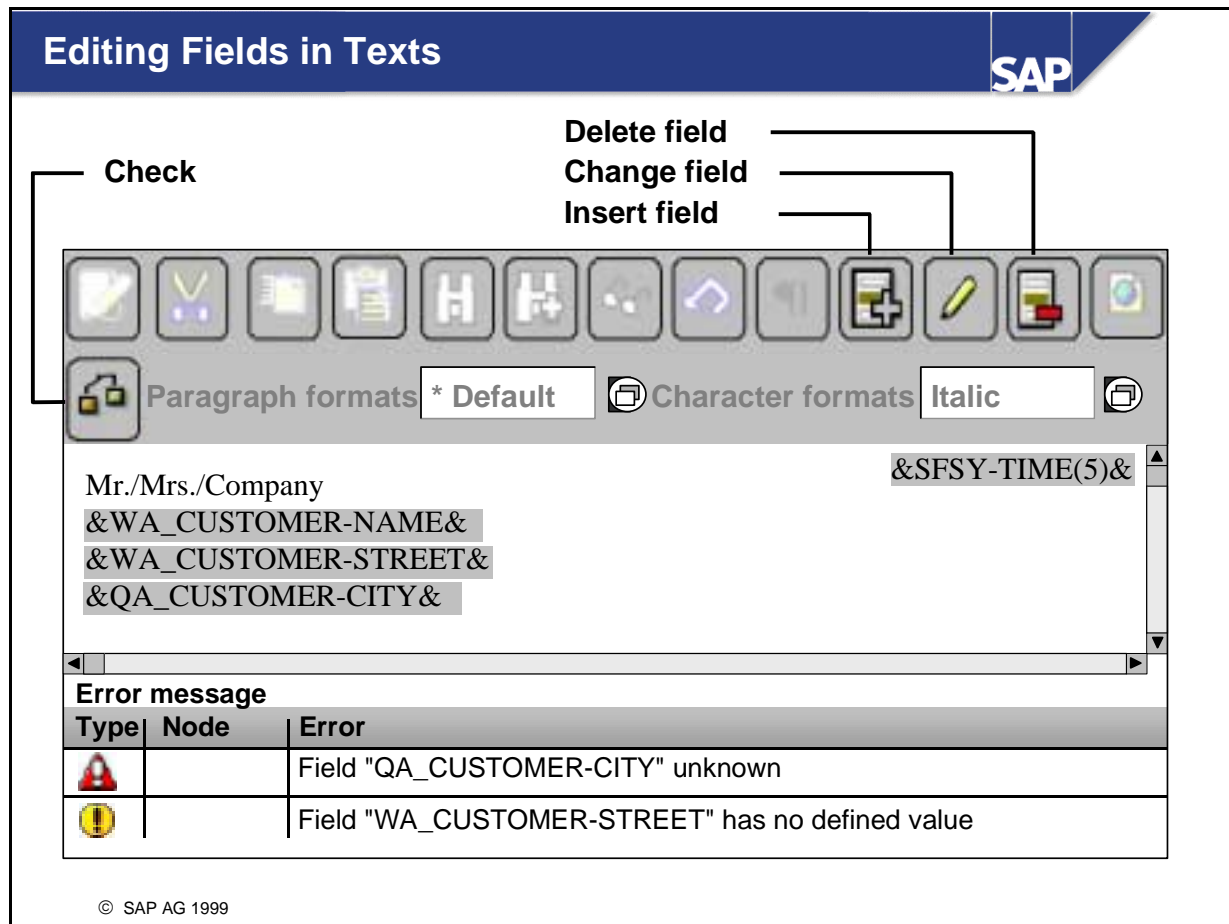 Editing Fields in Texts
SAP
Delete field
Check
Change field
Insert field
Paragraph formats * Default Character formats Italic
&SFSY-TIME(5)&
Mr./Mrs./Company
&WA_CUSTOMER-NAME&
&WA_CUSTOMER-STREET&
&QA_CUSTOMER-CITY&
Error message
Type Node Error
Field "QA_CUSTOMER-CITY" unknown
Field "WA_CUSTOMER-STREET" has no defined value
© SAP AG 1999